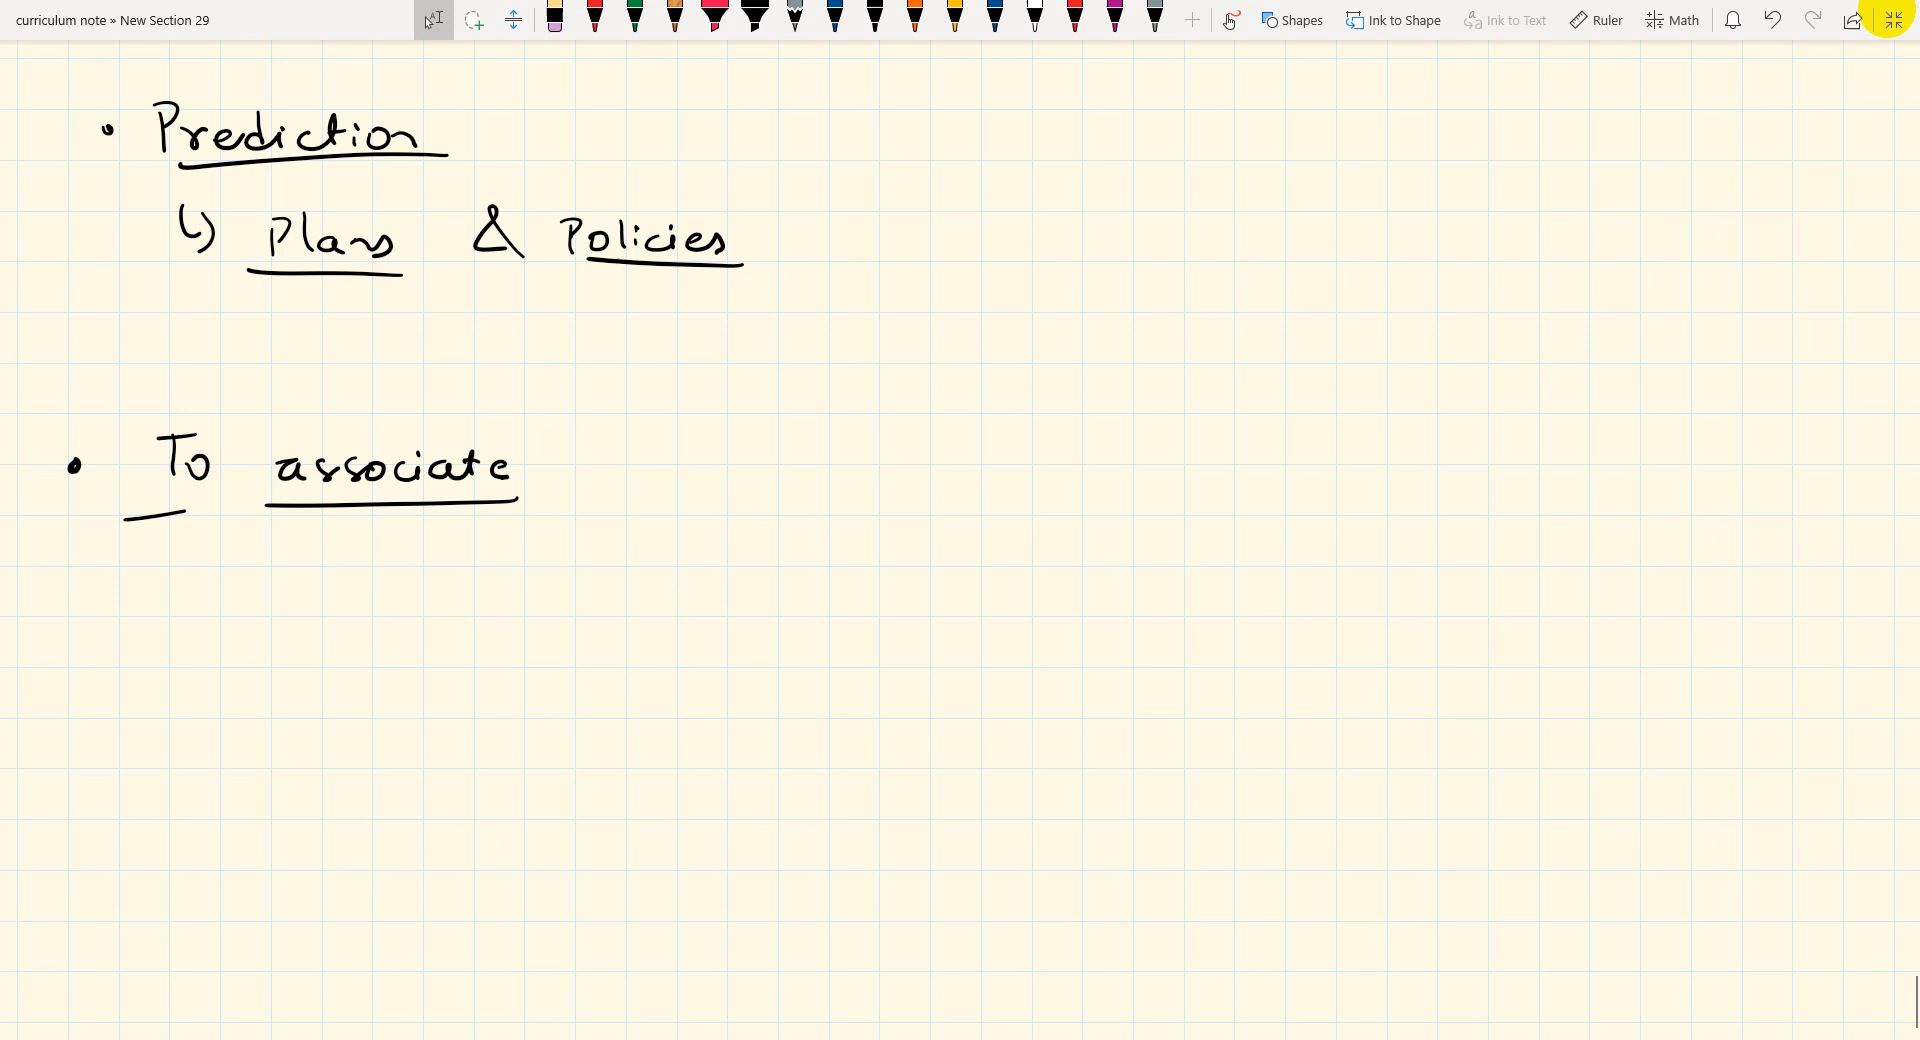 curriculum note » New Section 29 Shapes Ink to Shape Ink to Text Ruler Math
• Prediction
↳ Plans & Policies
• To associate